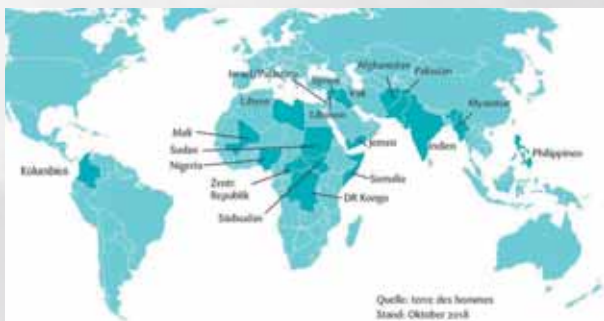 Afghanistan
Pakistan
Israel/Palästina
Syrien
Irak
Libyen
Libanon
Myanmar
Mali
Sudan
Jemen
Indien
Nigeria
Philippinen
Kolumbien
Somalia
Zentr.
Republik
DR Kongo
Südsudan
Quelle: terre des hommes
Stand: Oktober 2018